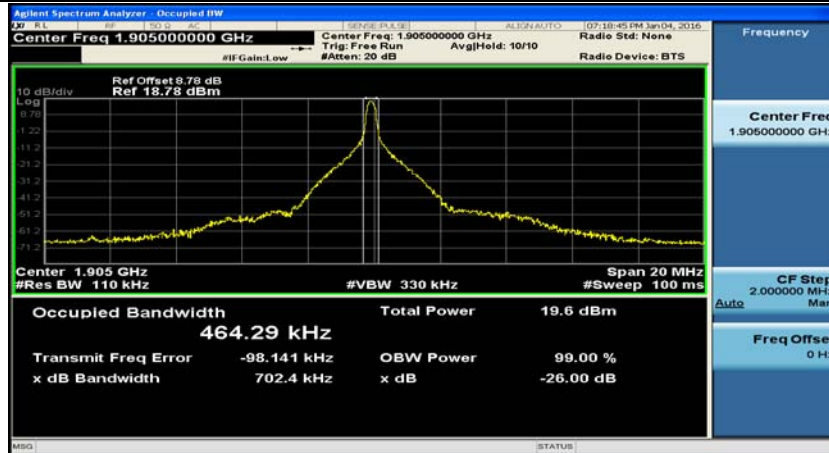 Agilent Spectrum Analyzer - Occupied BW
RL RF 50 Ω AC SENSE:PULSE ALIGN AUTO 07:18:45 PM Jan 04, 2016
Center Freq 1.905000000 GHz
Center Freq: 1.905000000 GHz
Radio Std: None
Trig: Free Run Avg|Hold: 10/10
#IFGain:Low
#Atten: 20 dB
Radio Device: BTS
Ref Offset 8.78 dB
10 dB/div Ref 18.78 dBm
Log
8.78
-1.22
-11.2
-21.2
-31.2
-41.2
-51.2
-61.2
-71.2
Center 1.905 GHz Span 20 MHz
#Res BW 110 kHz #VBW 330 kHz #Sweep 100 ms
Occupied Bandwidth Total Power 19.6 dBm
464.29 kHz
Transmit Freq Error -98.141 kHz OBW Power 99.00 %
x dB Bandwidth 702.4 kHz x dB -26.00 dB
MSG STATUS
Frequency
Center Fre
1.905000000 GH
CF Step
2.000000 MH
Auto Ma
Freq Offse
0 H